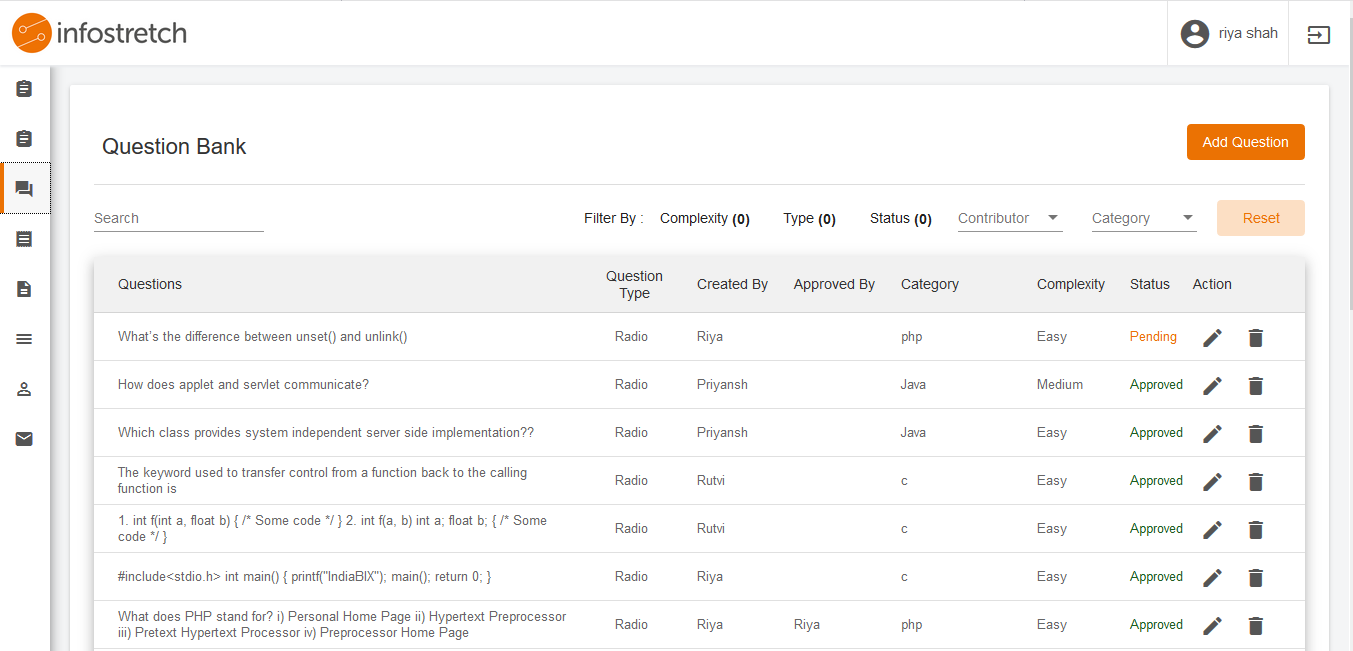 infostretch
riya shah
Question Bank
Add Question
Search
Filter By :
Complexity (0)
Type (0)
Status (0)
Contributor
Category
Reset
Questions
Question
Type
Created By
Approved By
Category
Complexity
Status
Action
What's the difference between unset() and unlink()
Radio
Riya
php
Easy
Pending
How does applet and servlet communicate?
Radio
Priyansh
Java
Medium
Approved
Which class provides system independent server side implementation??
Radio
Priyansh
Java
Easy
Approved
The keyword used to transfer control from a function back to the calling
function is
Radio
Rutvi
c
Easy
Approved
1. int f(int a, float b) { /* Some code */ } 2. int f(a, b) int a; float b; { /* Some
code */ }
Radio
Rutvi
c
Easy
Approved
#include<stdio.h> int main() { printf("IndiaBIX"); main(); return 0; }
Radio
Riya
c
Easy
Approved
What does PHP stand for? i) Personal Home Page ii) Hypertext Preprocessor
iii) Pretext Hypertext Processor iv) Preprocessor Home Page
Radio
Riya
Riya
php
Easy
Approved